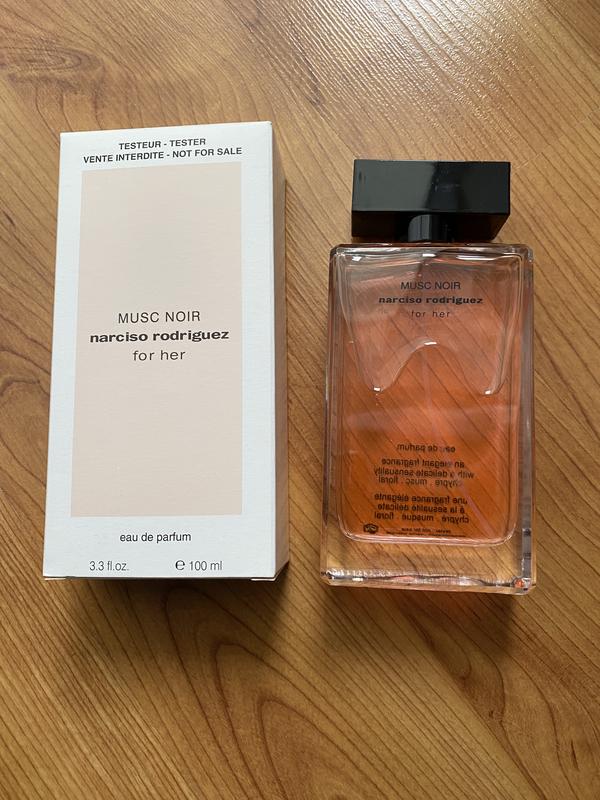 TESTEUR - TESTER
VENTE INTERDITE - NOT FOR SALE
MUSC NOIR
narciso rodriguez
for her
eau de parfum
3.3 fl.oz. ℮ 100 ml
MUSC NOIR
narciso rodriguez
for her
eau de parfum
an elegant fragrance
with a delicate sensuality
chypre . musc . floral
une fragrance élégante
à la sesualité délicate
chypre . musque . floral